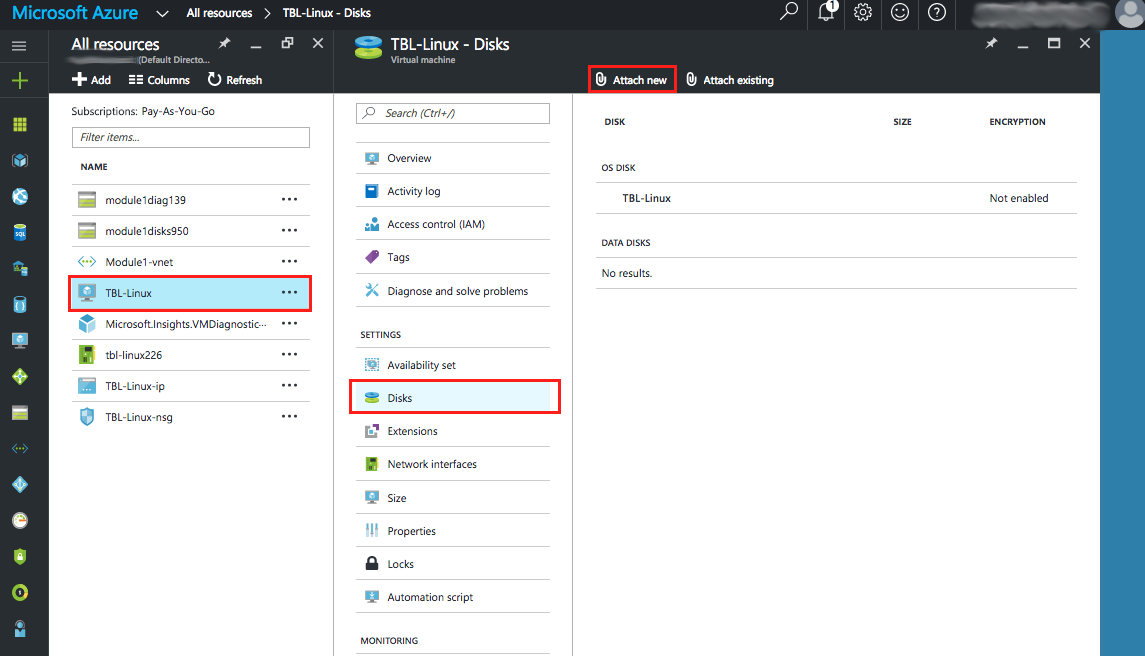 Microsoft Azure
All resources > TBL-Linux - Disks
1
All resources
(Default Directo...
Add
Columns
Refresh
Subscriptions: Pay-As-You-Go
Filter items...
NAME
module1diag139
module1disks950
Module1-vnet
TBL-Linux
Microsoft.Insights.VMDiagnostic...
tbl-linux226
TBL-Linux-ip
TBL-Linux-nsg
TBL-Linux - Disks
Virtual machine
Search (Ctrl+/)
Overview
Activity log
Access control (IAM)
Tags
Diagnose and solve problems
SETTINGS
Availability set
Disks
Extensions
Network interfaces
Size
Properties
Locks
Automation script
MONITORING
Attach new
Attach existing
DISK SIZE ENCRYPTION
OS DISK
TBL-Linux Not enabled
DATA DISKS
No results.